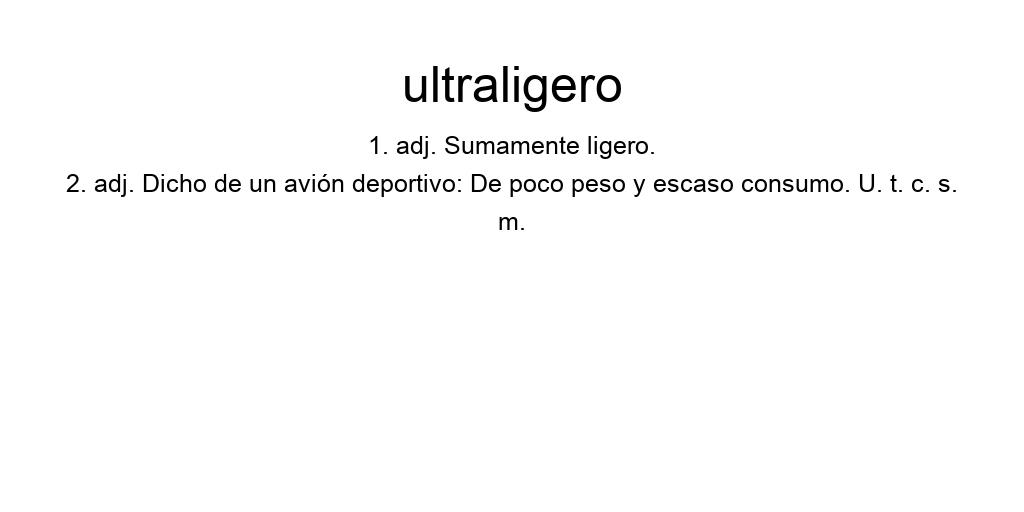 ultraligero
1. adj. Sumamente ligero.
2. adj. Dicho de un avión deportivo: De poco peso y escaso consumo. U. t. c. s.
m.